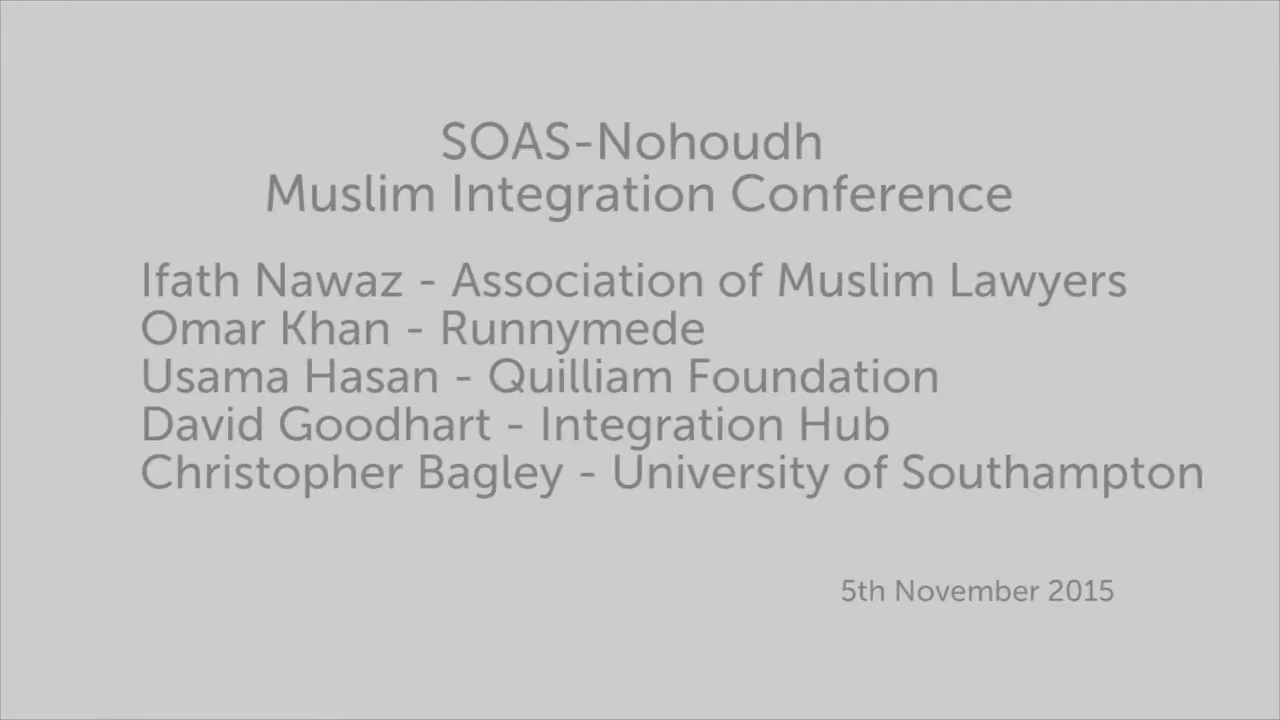 SOAS-Nohoudh
Muslim Integration Conference
Ifath Nawaz - Association of Muslim Lawyers
Omar Khan - Runnymede
Usama Hasan - Quilliam Foundation
David Goodhart - Integration Hub
Christopher Bagley - University of Southampton
5th November 2015